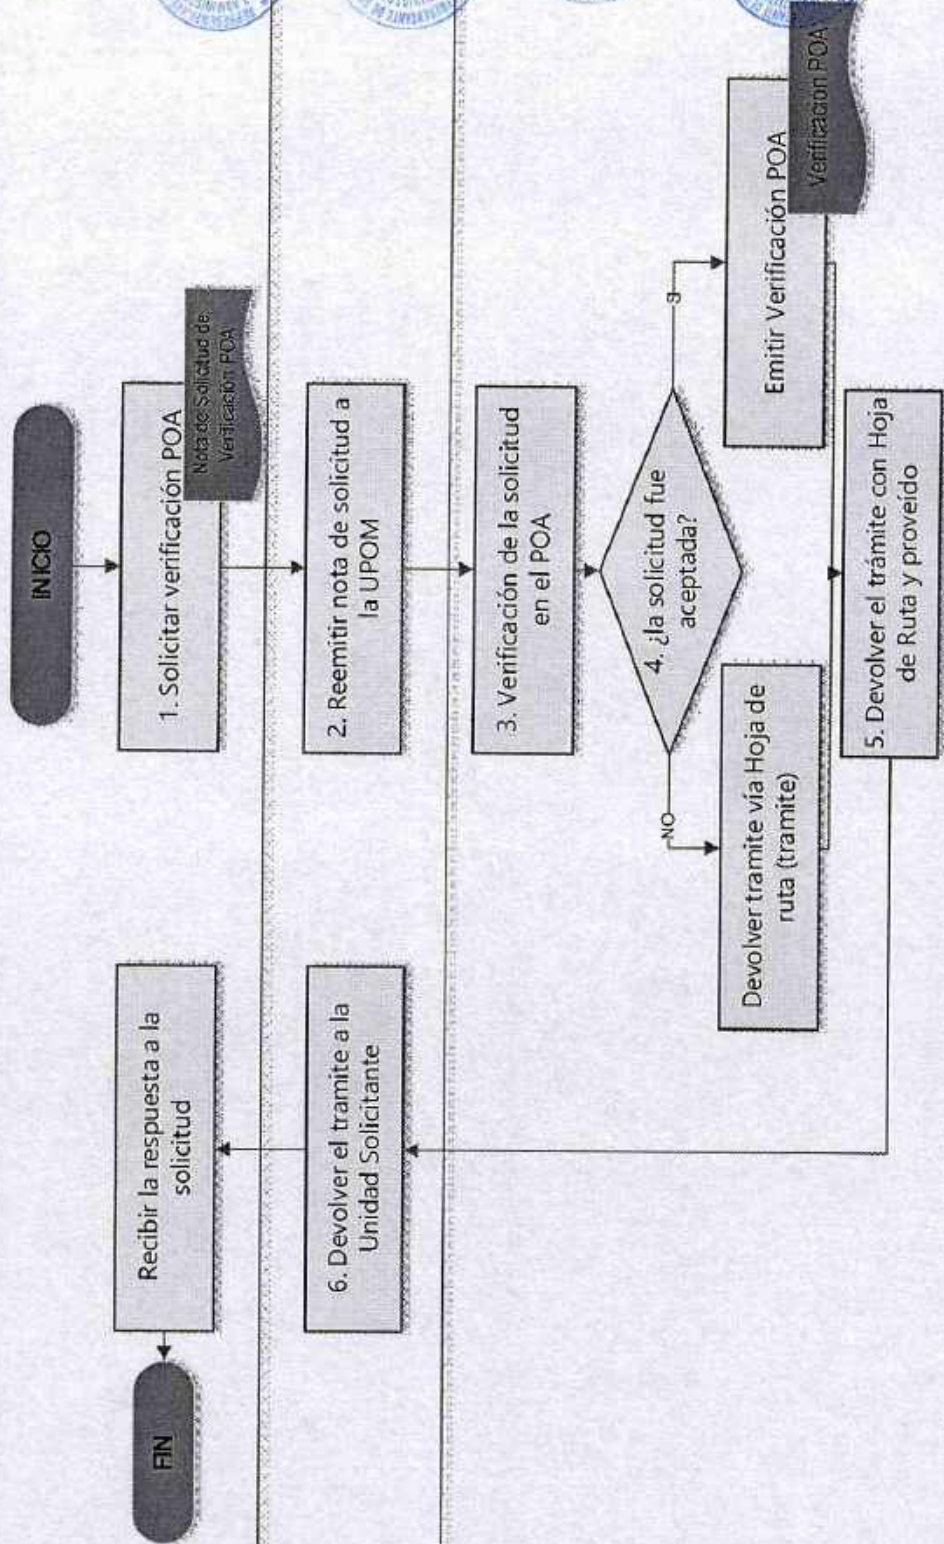 INICIO
1. Solicitar verificación POA
Nota de Solicitud de
Verificación POA
2. Reemitir nota de solicitud a
la UPOM
3. Verificación de la solicitud
en el POA
4. ¿la solicitud fue
aceptada?
NO
Devolver tramite vía Hoja de
ruta (tramite)
Emitir Verificación POA
Verificacion POA
5. Devolver el trámite con Hoja
de Ruta y proveído
6. Devolver el tramite a la
Unidad Solicitante
Recibir la respuesta a la
solicitud
FIN